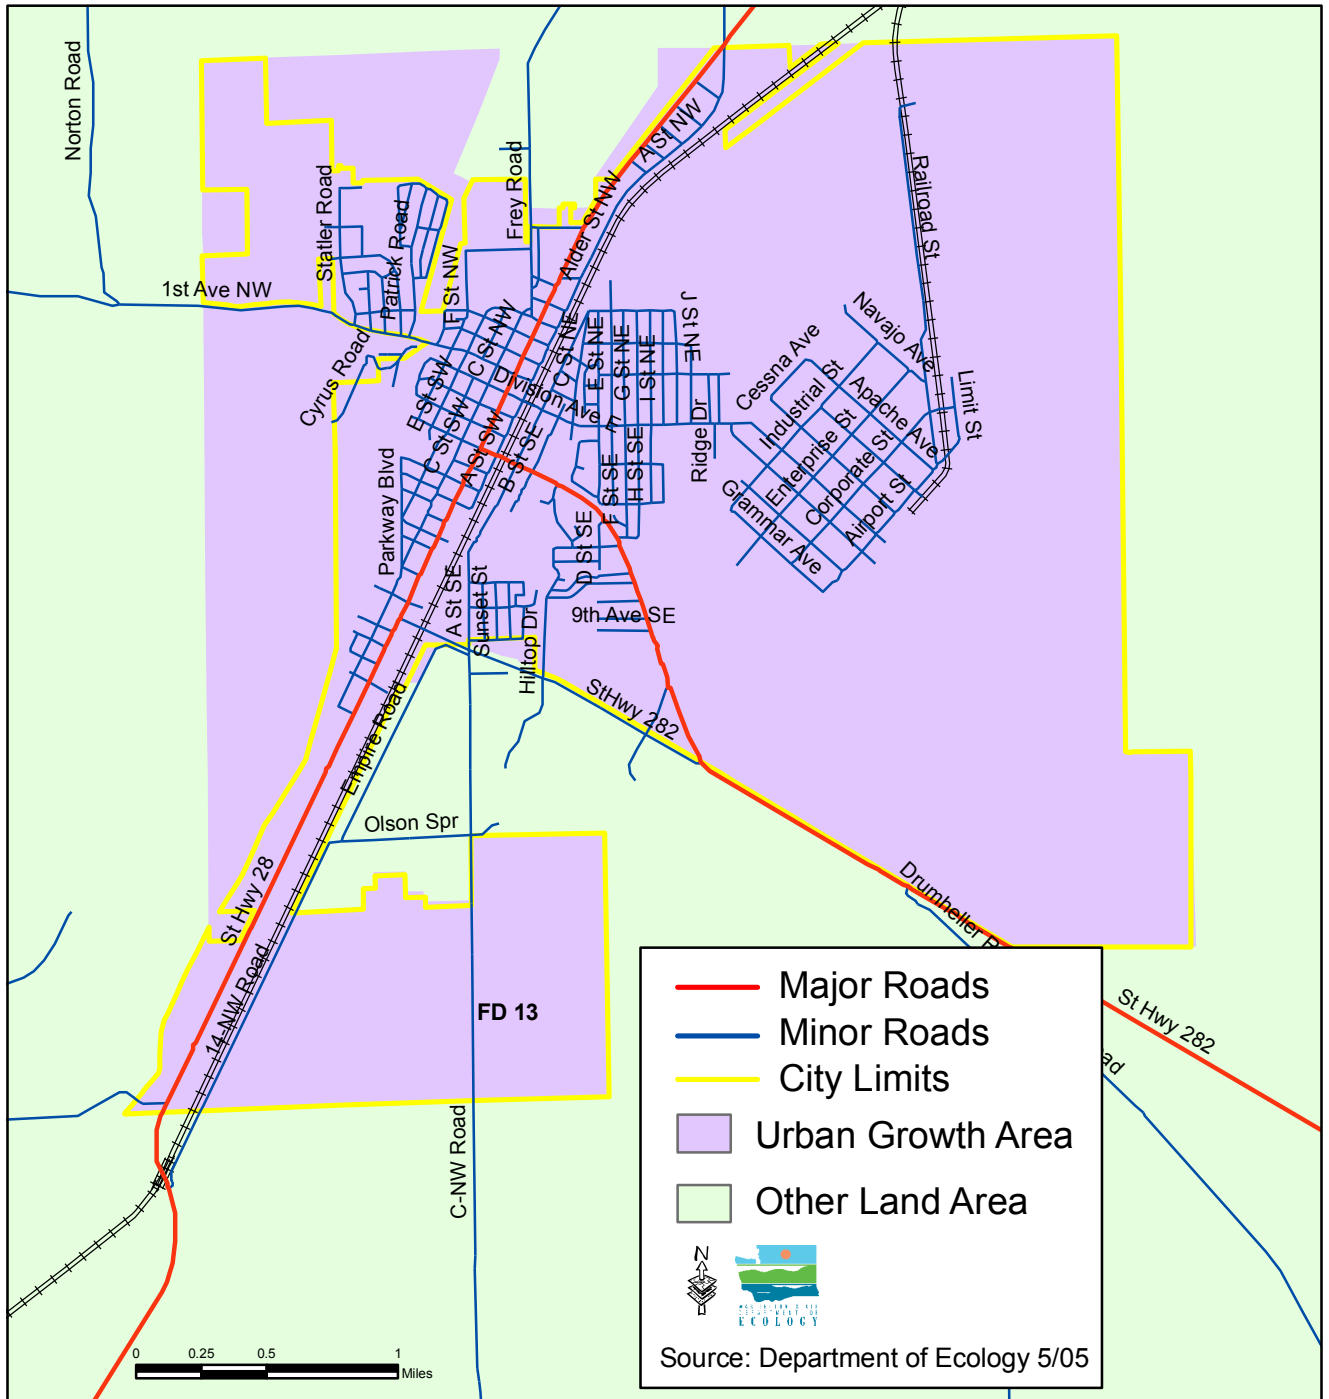 Norton Road
A St NW
Frey Road
Railroad St
Statler Road
Patrick Road
Alder St NW
1st Ave NW
F St NW
C St NW
C St NE
E St NE
G St NE
I St NE
J St NE
Navajo Ave
Cessna Ave
Cyrus Road
E St SW
Division Ave E
Industrial St
Apache Ave
Limit St
C St SW
A St SW
B St SE
Ridge Dr
Enterprise St
Corporate St
Parkway Blvd
F St SE
H St SE
Grammar Ave
Airport St
D St SE
A St SE
Sunset St
Hilltop Dr
9th Ave SE
StHwy 282
Empire Road
Olson Spr
St Hwy 28
Drumheller R
14-NW Road
FD 13
St Hwy 282
ad
C-NW Road
Major Roads
Minor Roads
City Limits
Urban Growth Area
Other Land Area
N
WASHINGTON STATE
DEPARTMENT OF
ECOLOGY
Source: Department of Ecology 5/05
0 0.25 0.5 1
Miles